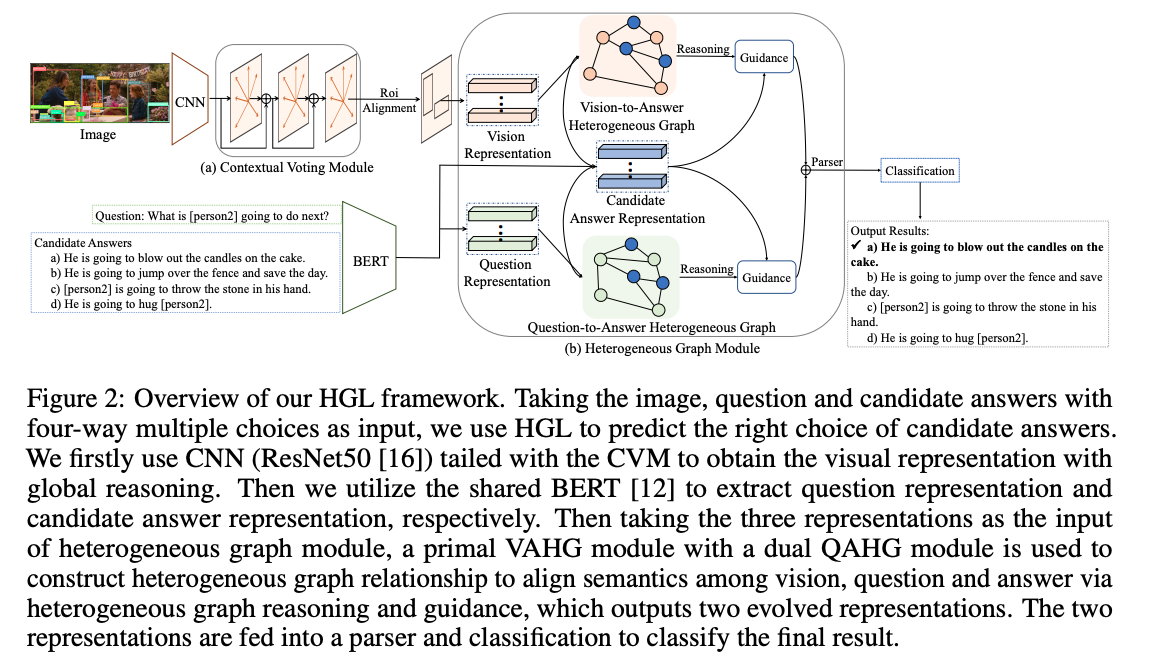 CNN
Roi
Alignment
Image
(a) Contextual Voting Module
Vision
Representation
Vision-to-Answer
Heterogeneous Graph
Reasoning
Guidance
Candidate
Answer Representation
Question: What is [person2] going to do next?
Candidate Answers
a) He is going to blow out the candles on the cake.
b) He is going to jump over the fence and save the day.
c) [person2] is going to throw the stone in his hand.
d) He is going to hug [person2].
BERT
Question
Representation
Reasoning
Guidance
Question-to-Answer Heterogeneous Graph
(b) Heterogeneous Graph Module
Parser
Classification
Output Results:
✔ a) He is going to blow out the candles on the
cake.
b) He is going to jump over the fence and save
the day.
c) [person2] is going to throw the stone in his
hand.
d) He is going to hug [person2].
Figure 2: Overview of our HGL framework. Taking the image, question and candidate answers with
four-way multiple choices as input, we use HGL to predict the right choice of candidate answers.
We firstly use CNN (ResNet50 [16]) tailed with the CVM to obtain the visual representation with
global reasoning. Then we utilize the shared BERT [12] to extract question representation and
candidate answer representation, respectively. Then taking the three representations as the input
of heterogeneous graph module, a primal VAHG module with a dual QAHG module is used to
construct heterogeneous graph relationship to align semantics among vision, question and answer via
heterogeneous graph reasoning and guidance, which outputs two evolved representations. The two
representations are fed into a parser and classification to classify the final result.